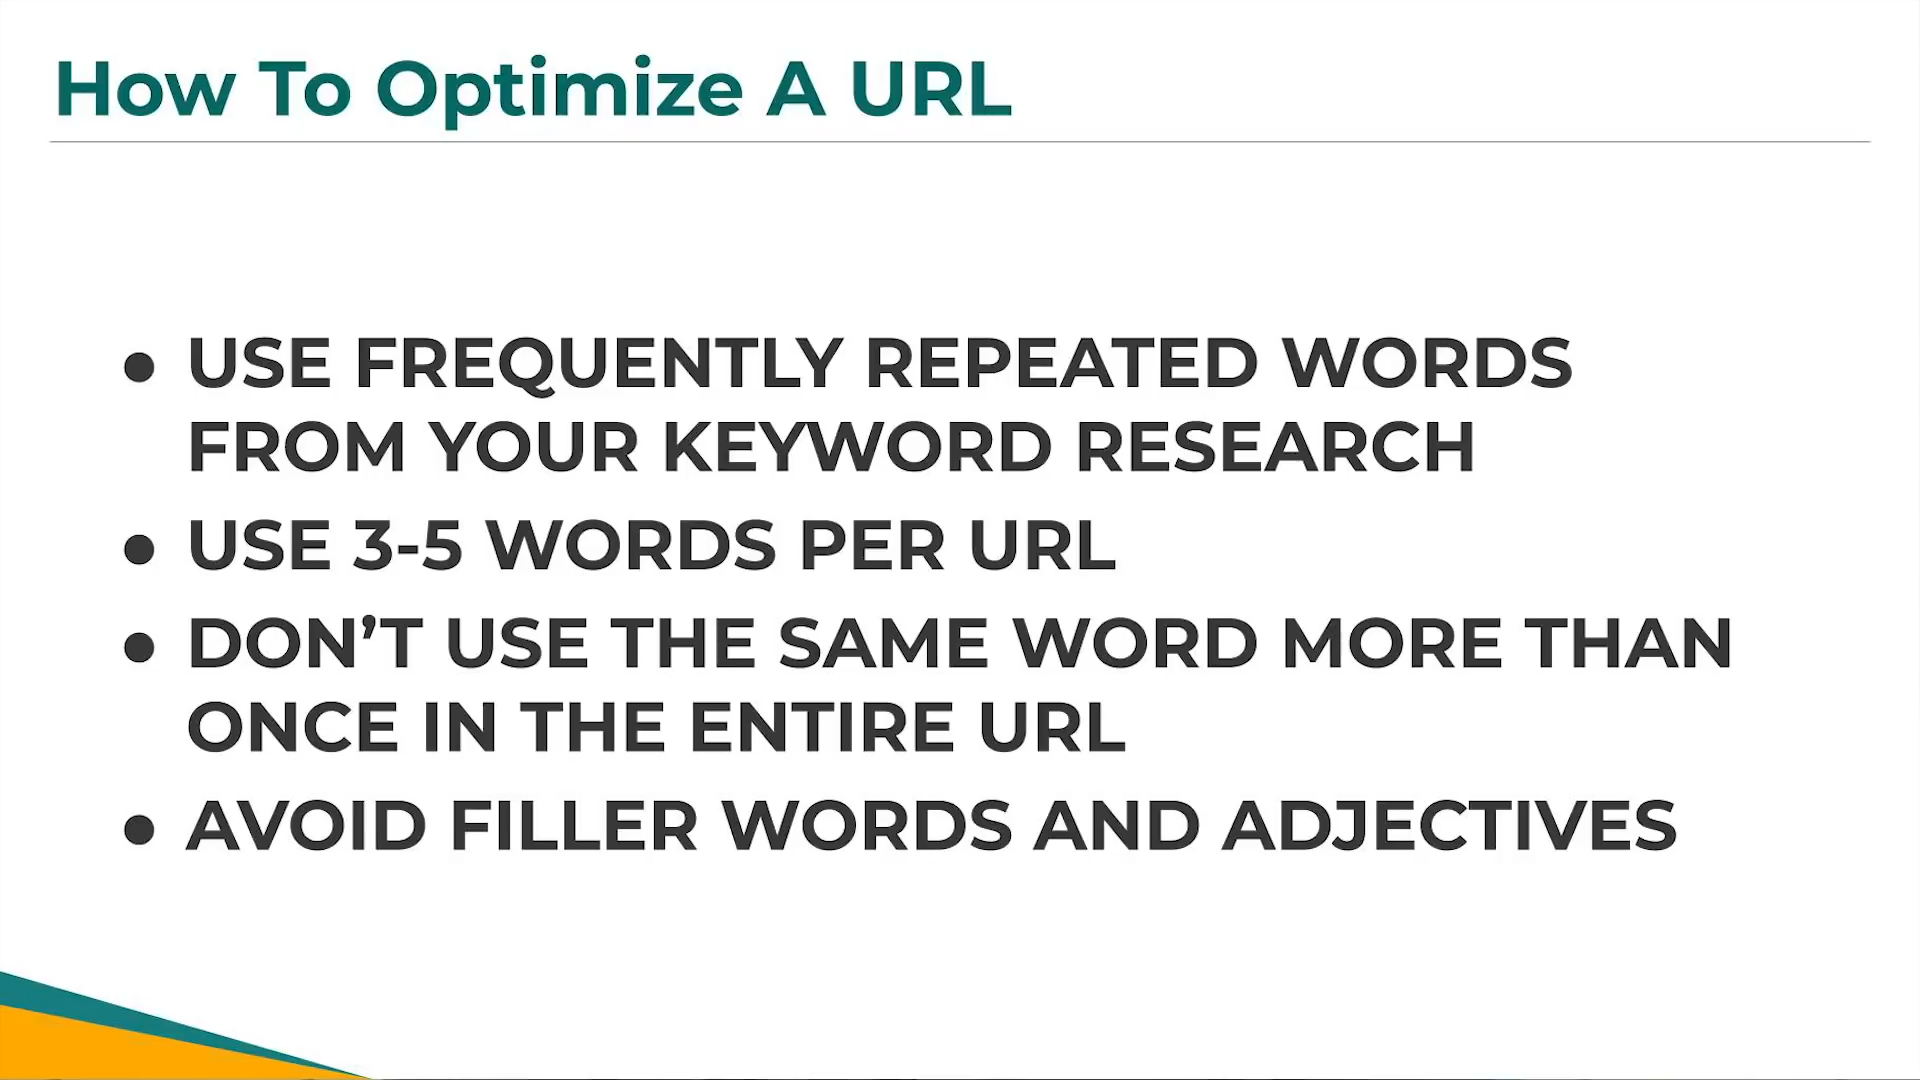 How To Optimize A URL
● USE FREQUENTLY REPEATED WORDS
FROM YOUR KEYWORD RESEARCH
● USE 3-5 WORDS PER URL
● DON’T USE THE SAME WORD MORE THAN
ONCE IN THE ENTIRE URL
● AVOID FILLER WORDS AND ADJECTIVES